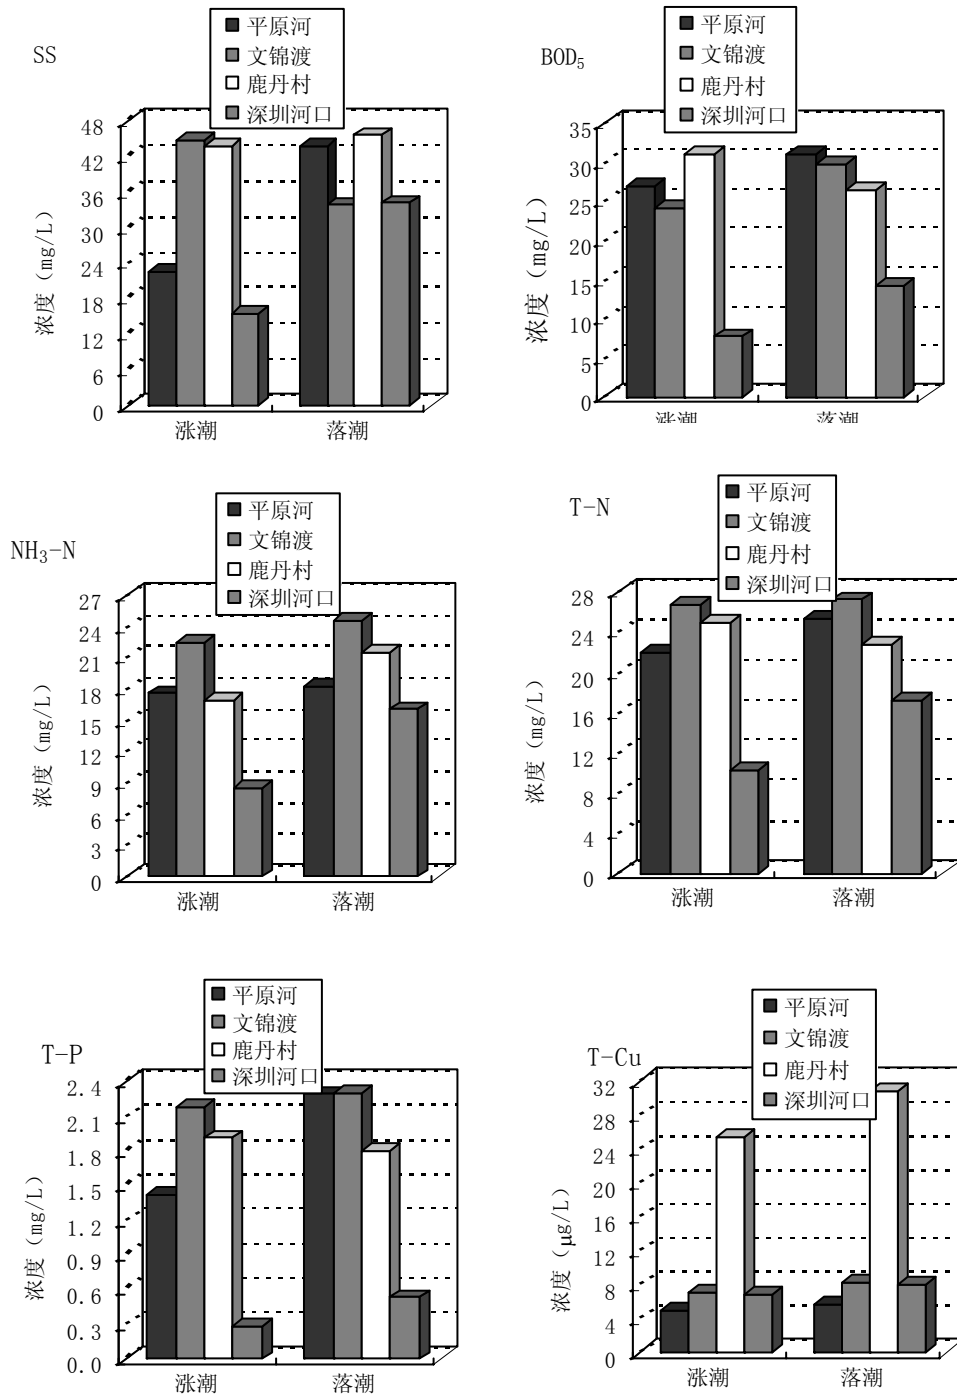 SS
平原河
文锦渡
鹿丹村
深圳河口
浓度（mg/L）
48
42
36
30
24
18
12
6
0
涨潮
落潮
BOD5
平原河
文锦渡
鹿丹村
深圳河口
浓度（mg/L）
35
30
25
20
15
10
5
0
涨潮
落潮
NH3-N
平原河
文锦渡
鹿丹村
深圳河口
浓度（mg/L）
27
24
21
18
15
12
9
6
3
0
涨潮
落潮
T-N
平原河
文锦渡
鹿丹村
深圳河口
浓度（mg/L）
28
24
20
16
12
8
4
0
涨潮
落潮
T-P
平原河
文锦渡
鹿丹村
深圳河口
浓度（mg/L）
2.4
2.1
1.8
1.5
1.2
0.9
0.6
0.3
0.0
涨潮
落潮
T-Cu
平原河
文锦渡
鹿丹村
深圳河口
浓度（μg/L）
32
28
24
20
16
12
8
4
0
涨潮
落潮